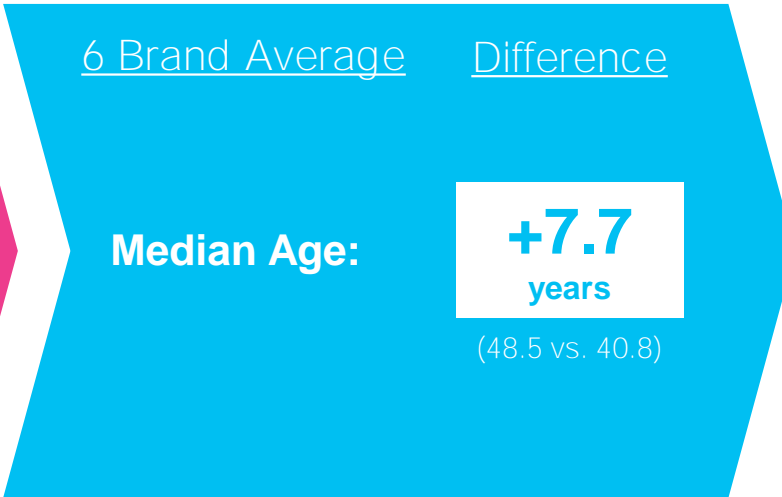 6 Brand Average Difference
Median Age:
+7.7
years
(48.5 vs. 40.8)